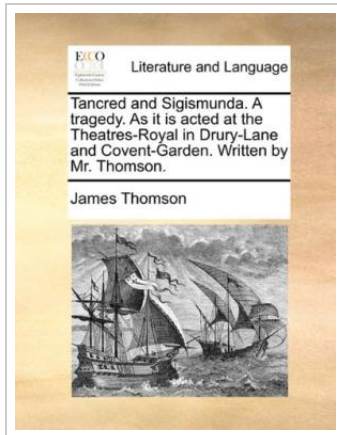 ECCO
Literature and Language
Tancred and Sigismunda. A
tragedy. As it is acted at the
Theatres-Royal in Drury-Lane
and Covent-Garden. Written by
Mr. Thomson.
James Thomson